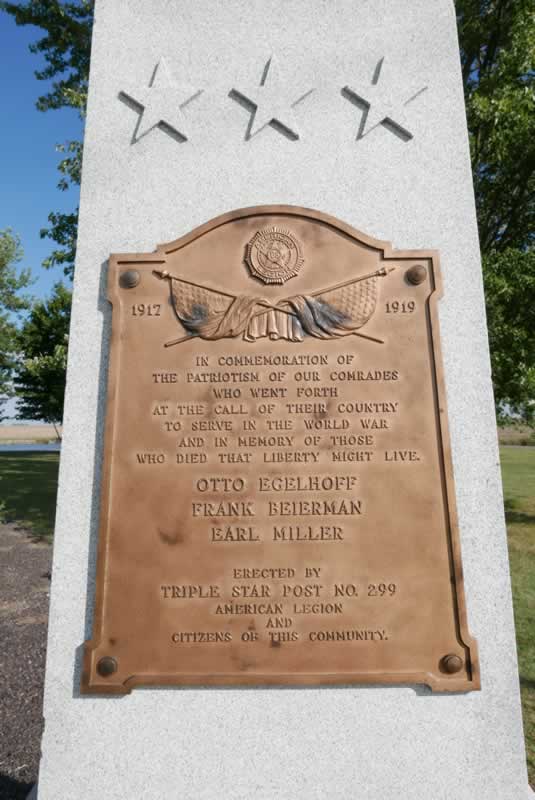 1917 1919
IN COMMEMORATION OF
THE PATRIOTISM OF OUR COMRADES
WHO WENT FORTH
AT THE CALL OF THEIR COUNTRY
TO SERVE IN THE WORLD WAR
AND IN MEMORY OF THOSE
WHO DIED THAT LIBERTY MIGHT LIVE.
OTTO EGELHOFF
FRANK BEIERMAN
EARL MILLER
ERECTED BY
TRIPLE STAR POST NO. 299
AMERICAN LEGION
AND
CITIZENS OF THIS COMMUNITY.